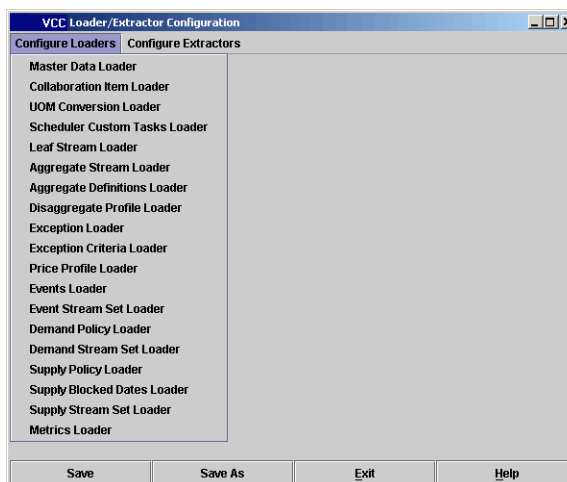 VCC Loader/Extractor Configuration
Configure Loaders Configure Extractors
Master Data Loader
Collaboration Item Loader
UOM Conversion Loader
Scheduler Custom Tasks Loader
Leaf Stream Loader
Aggregate Stream Loader
Aggregate Definitions Loader
Disaggregate Profile Loader
Exception Loader
Exception Criteria Loader
Price Profile Loader
Events Loader
Event Stream Set Loader
Demand Policy Loader
Demand Stream Set Loader
Supply Policy Loader
Supply Blocked Dates Loader
Supply Stream Set Loader
Metrics Loader
Save Save As Exit Help